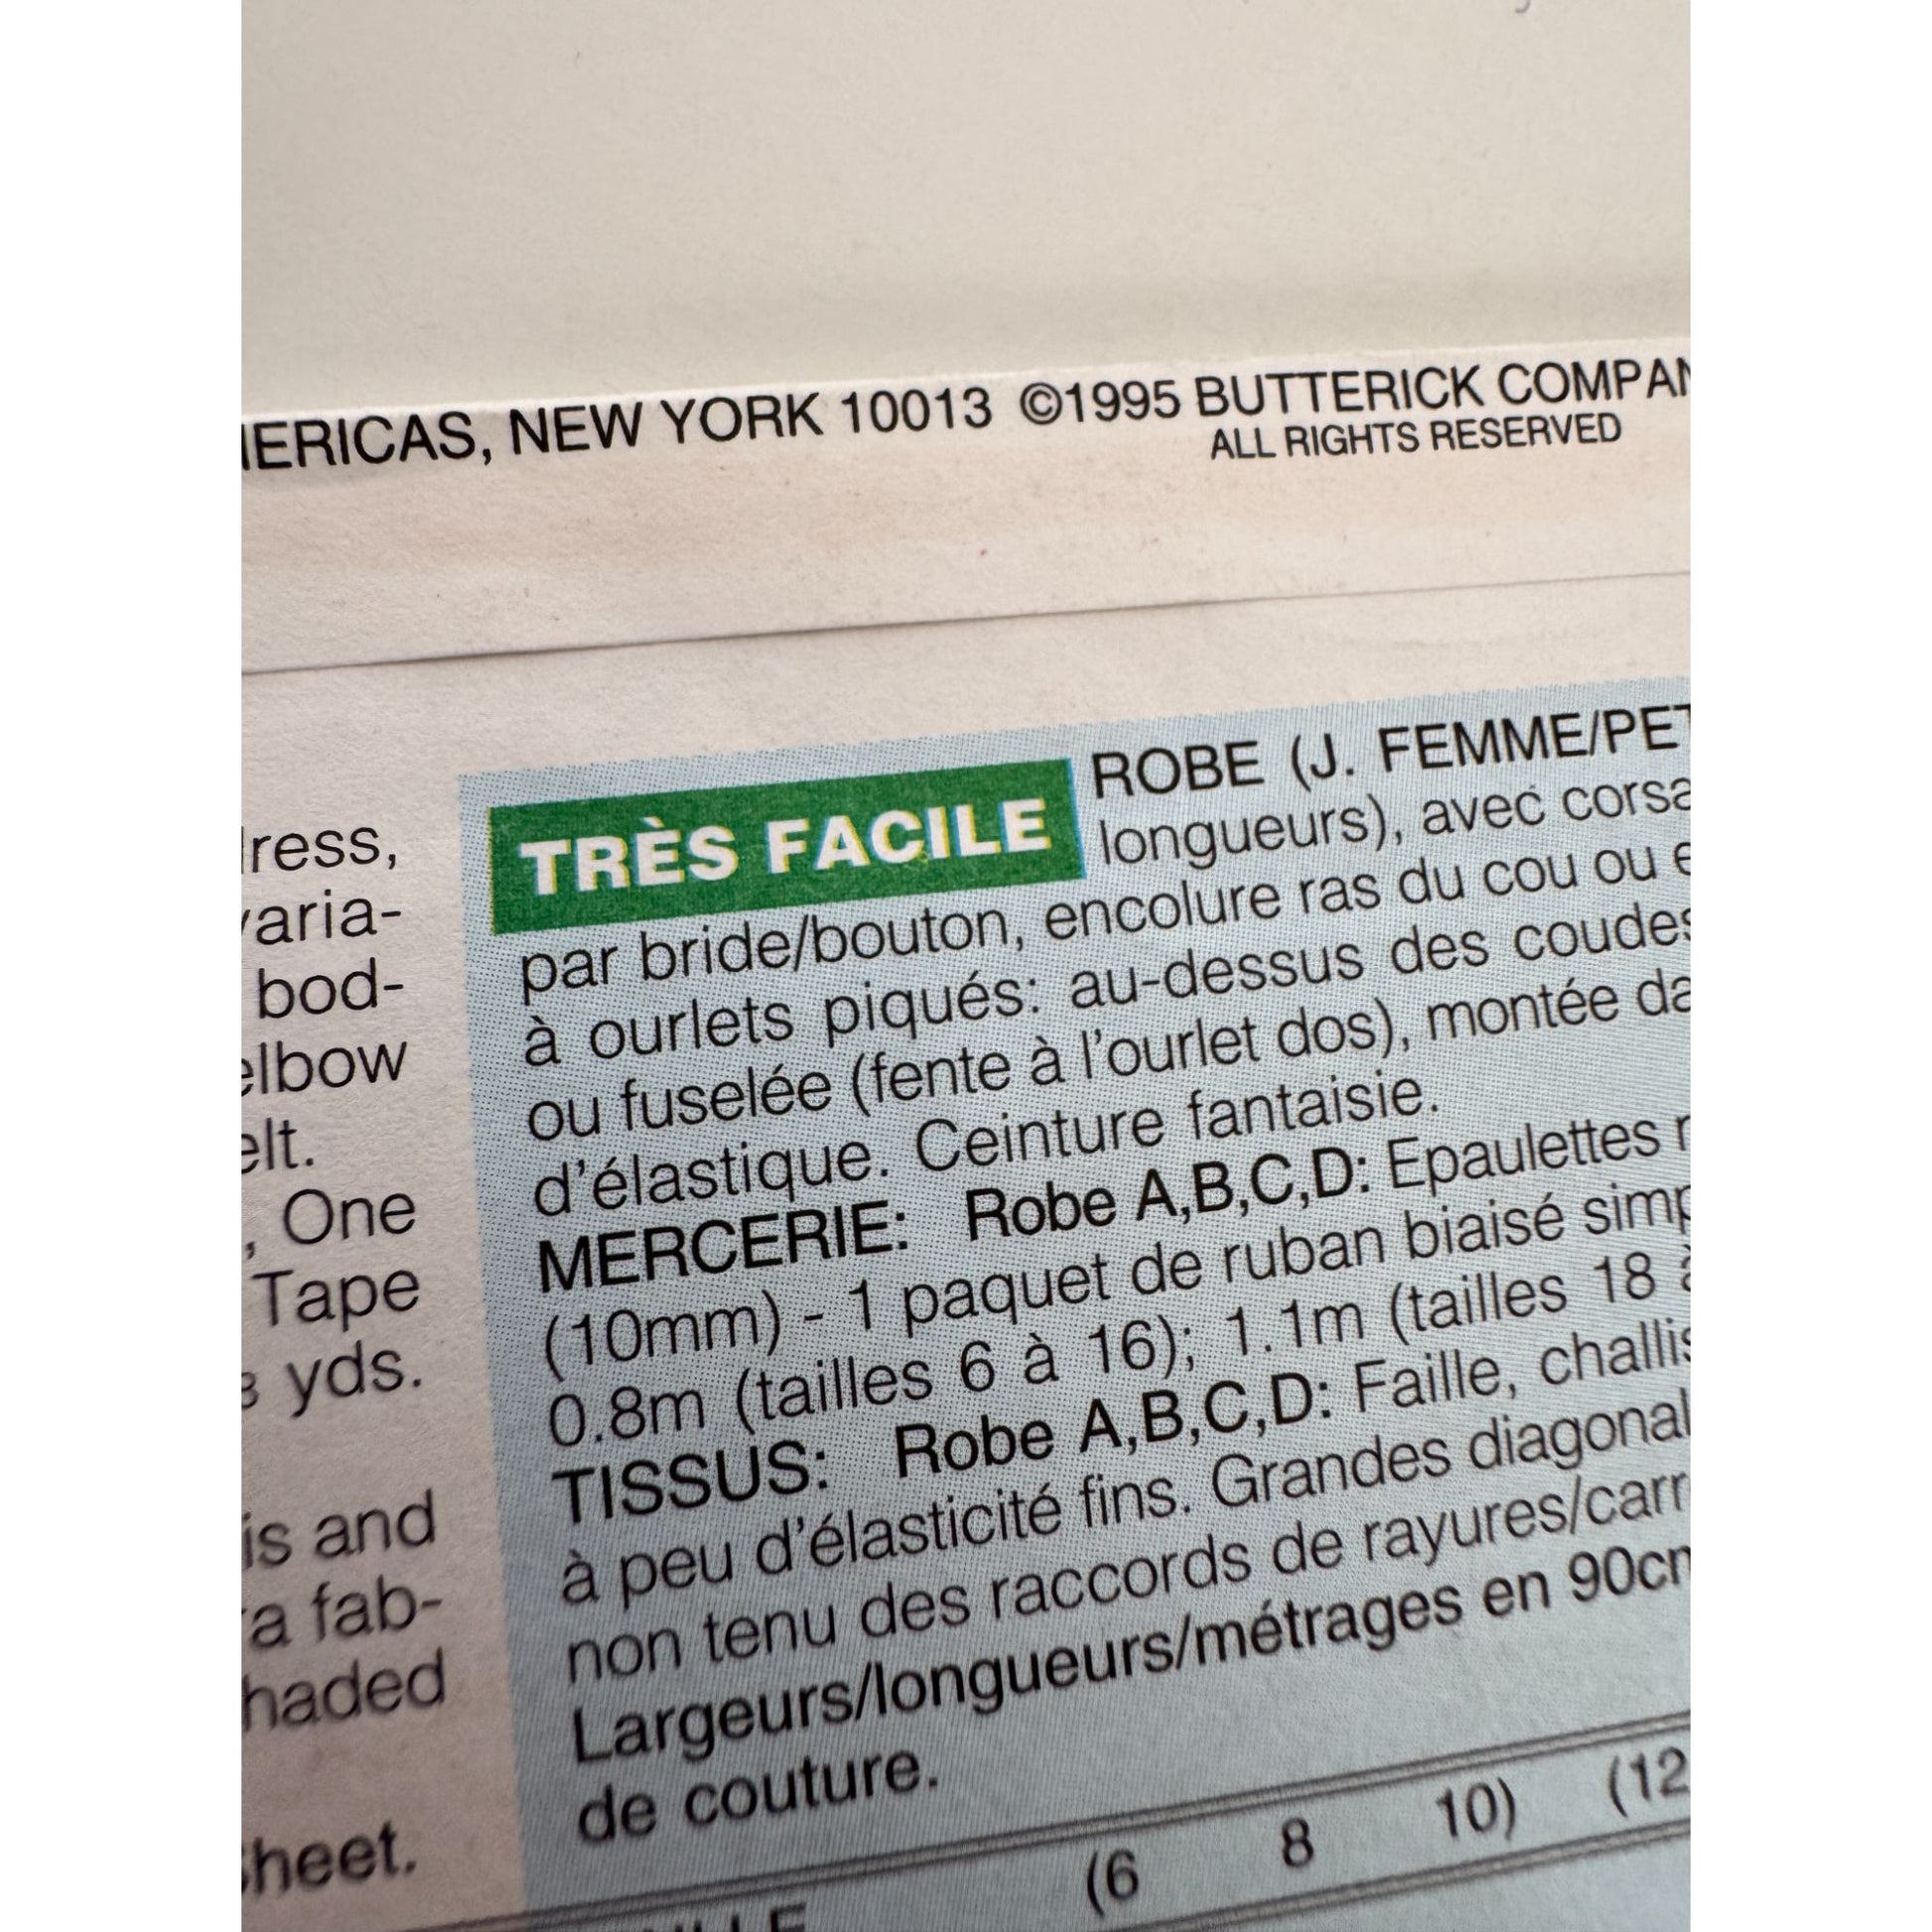 AMERICAS, NEW YORK 10013 ©1995 BUTTERICK COMPAN
ALL RIGHTS RESERVED
ress,
varia-
bod-
elbow
elt.
, One
Tape
yds.
is and
a fab-
haded
heet.
TRÈS FACILE
ROBE (J. FEMME/PET
longueurs), avec corsa
par bride/bouton, encolure ras du cou ou e
à ourlets piqués: au-dessus des coudes
ou fuselée (fente à l'ourlet dos), montée da
d'élastique. Ceinture fantaisie.
MERCERIE: Robe A,B,C,D: Epaulettes r
(10mm) - 1 paquet de ruban biaisé simp
0.8m (tailles 6 à 16); 1.1m (tailles 18 à
TISSUS: Robe A,B,C,D: Faille, challis
à peu d'élasticité fins. Grandes diagonal
non tenu des raccords de rayures/carr
Largeurs/longueurs/métrages en 90cm
de couture.
(6 8 10) (12